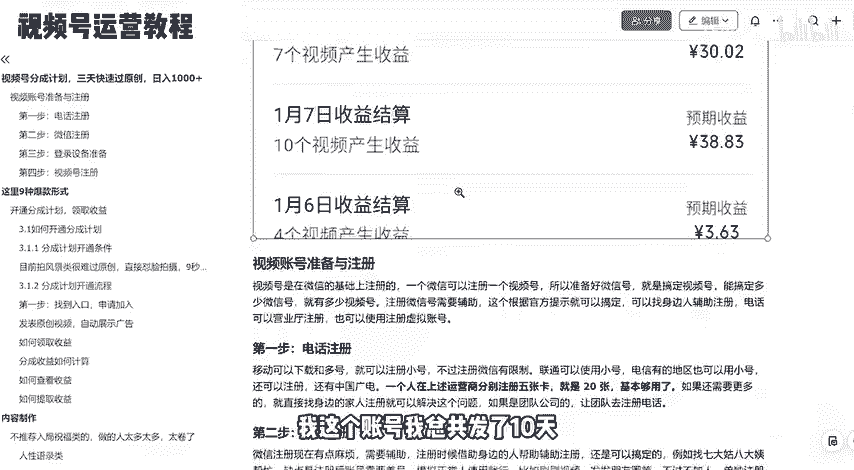 视频号运营教程
分享
编辑
bilibili
视频号分成计划，三天快速过原创，日入1000+
视频账号准备与注册
第一步：电话注册
第二步：微信注册
第三步：登录设备准备
第四步：视频号注册
这里9种爆款形式
开通分成计划，领取收益
3.1如何开通分成计划
3.1.1 分成计划开通条件
目前拍风景类很难过原创，直接怼脸拍摄，9秒...
3.1.2 分成计划开通流程
第一步：找到入口，申请加入
发表原创视频，自动展示广告
如何领取收益
分成收益如何计算
如何查看收益
如何提取收益
内容制作
不推荐入局祝福类的，做的人太多太多，太卷了
人性语录类
7个视频产生收益
¥30.02
1月7日收益结算
预期收益
10个视频产生收益
¥38.83
1月6日收益结算
预期收益
4个视频产生收益
¥3.63
视频账号准备与注册
视频号是在微信的基础上注册的，一个微信可以注册一个视频号，所以准备好微信号，就是搞定视频号。能搞定多
少微信号，就有多少视频号。注册微信号需要辅助，这个根据官方提示就可以搞定，可以找身边人辅助注册，电话
可以营业厅注册，也可以使用注册虚拟账号。
第一步：电话注册
移动可以下载和多号，就可以注册小号，不过注册微信有限制。联通可以使用小号，电信有的地区也可以用小号，
还可以注册，还有中国广电。一个人在上述运营商分别注册五张卡，就是 20 张，基本够用了。如果还需要更多
的，就直接找身边的家人注册就可以解决这个问题，如果是团队公司的，让团队去注册电话。
我这个账号我总共发了10天
第二步：
微信注册现在有点麻烦，需要辅助，注册时候借助身边的人帮助辅助注册，还是可以搞定的，例如找七大姑八大姨